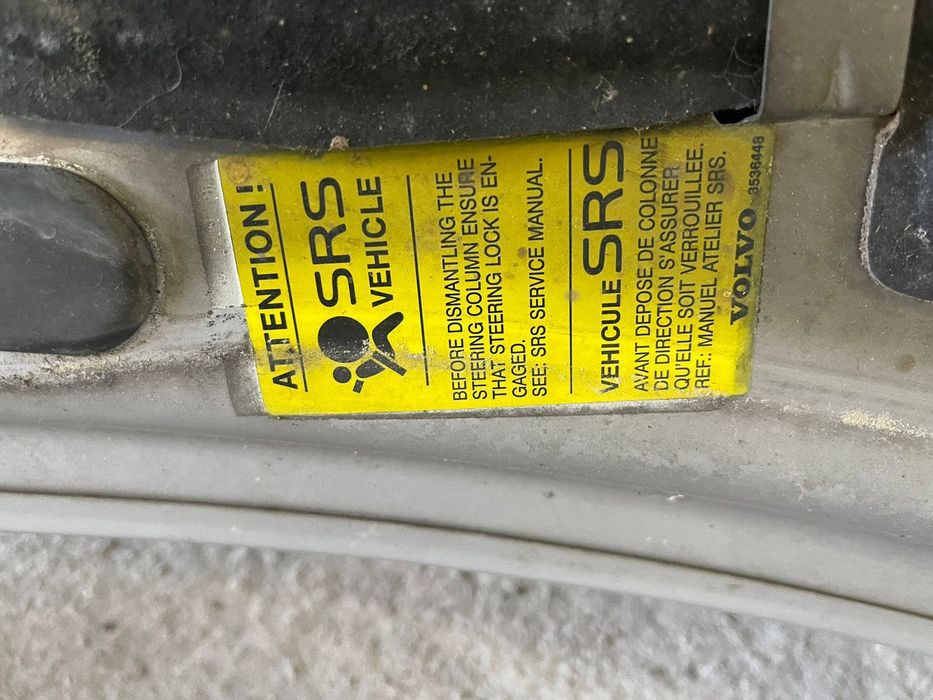 ATTENTION !
SRS
VEHICLE
BEFORE DISMANTLING THE
STEERING COLUMN ENSURE
THAT STEERING LOCK IS EN-
GAGED.
SEE: SRS SERVICE MANUAL.
VEHICULE SRS
AVANT DEPOSE DE COLONNE
DE DIRECTION S'ASSURER
QU'ELLE SOIT VERROUILLEE.
REF.: MANUEL ATELIER SRS.
VOLVO 3536448